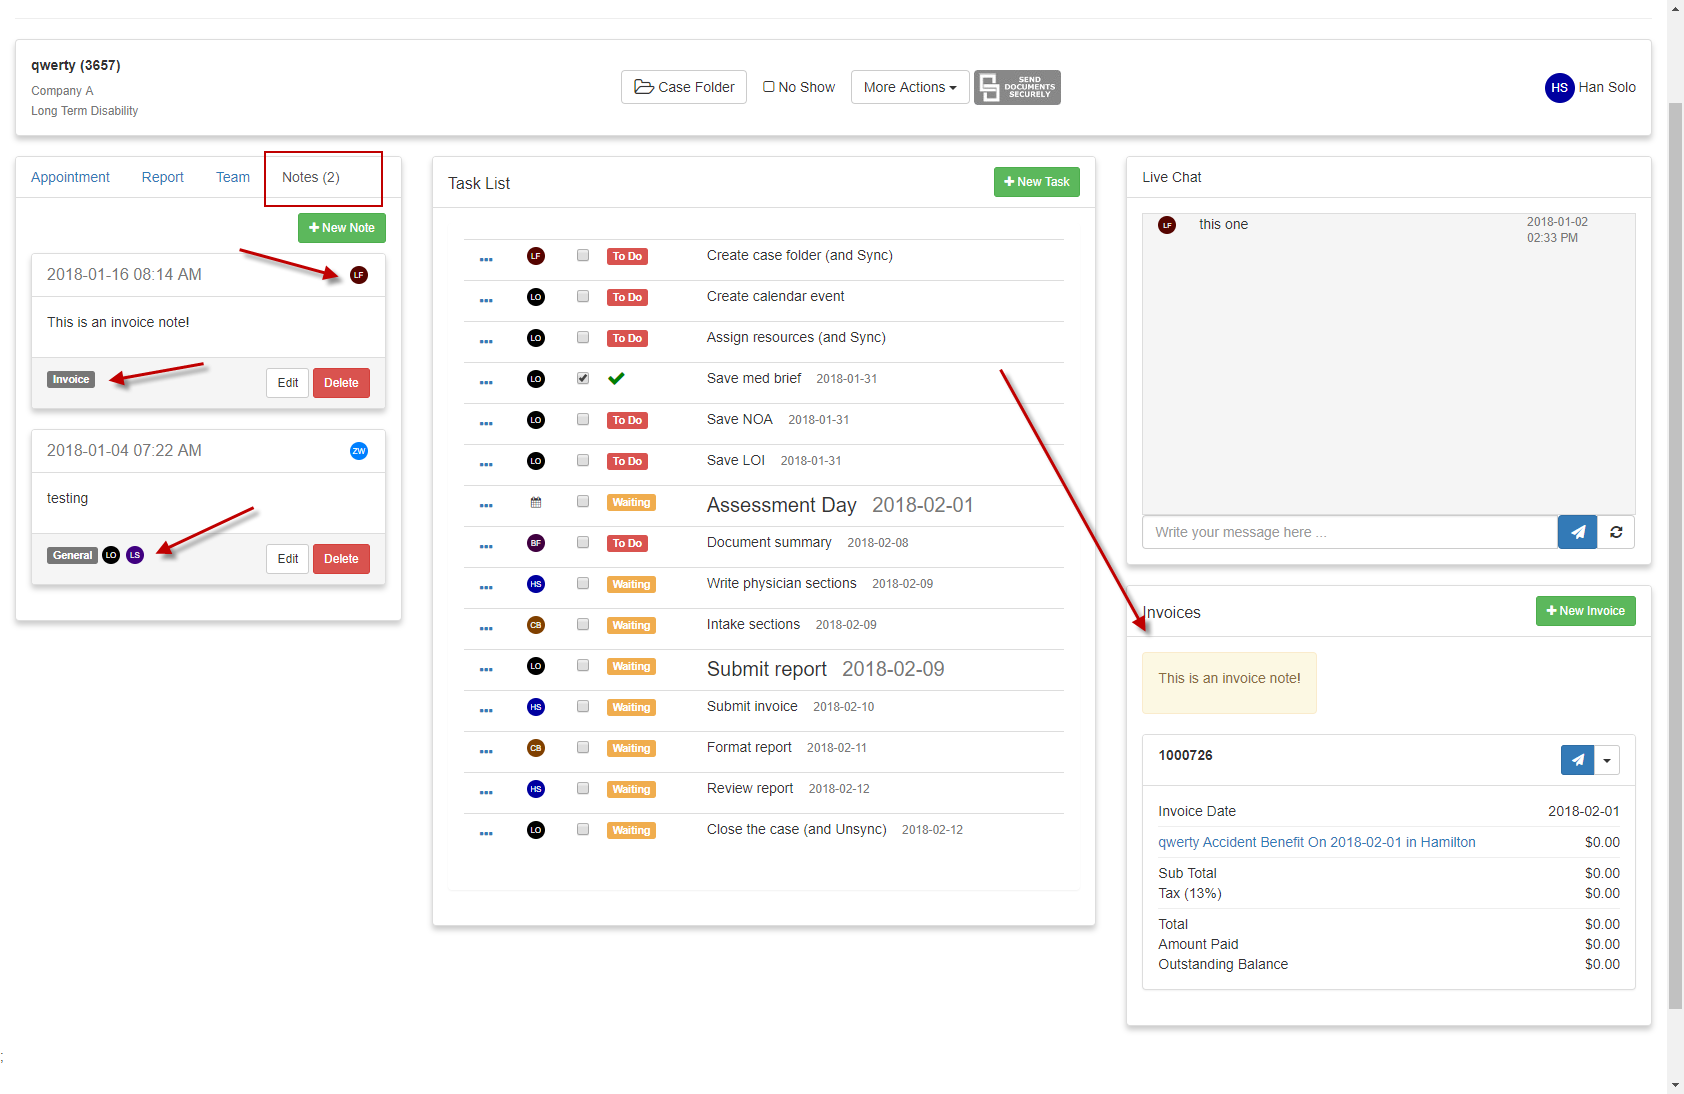 qwerty (3657)
Company A
Long Term Disability
Case Folder
No Show
More Actions
SEND
DOCUMENTS
SECURELY
HS Han Solo
Appointment Report Team Notes (2)
+ New Note
2018-01-16 08:14 AM LF
This is an invoice note!
Invoice Edit Delete
2018-01-04 07:22 AM ZW
testing
General LO LS Edit Delete
Task List + New Task
LF To Do Create case folder (and Sync)
LO To Do Create calendar event
LO To Do Assign resources (and Sync)
LO Save med brief 2018-01-31
LO To Do Save NOA 2018-01-31
LO To Do Save LOI 2018-01-31
Waiting Assessment Day 2018-02-01
BF To Do Document summary 2018-02-08
HS Waiting Write physician sections 2018-02-09
CB Waiting Intake sections 2018-02-09
LO Waiting Submit report 2018-02-09
HS Waiting Submit invoice 2018-02-10
CB Waiting Format report 2018-02-11
HS Waiting Review report 2018-02-12
LO Waiting Close the case (and Unsync) 2018-02-12
Live Chat
LF this one 2018-01-02
02:33 PM
Write your message here ...
Invoices + New Invoice
This is an invoice note!
1000726
Invoice Date 2018-02-01
qwerty Accident Benefit On 2018-02-01 in Hamilton $0.00
Sub Total $0.00
Tax (13%) $0.00
Total $0.00
Amount Paid $0.00
Outstanding Balance $0.00
;